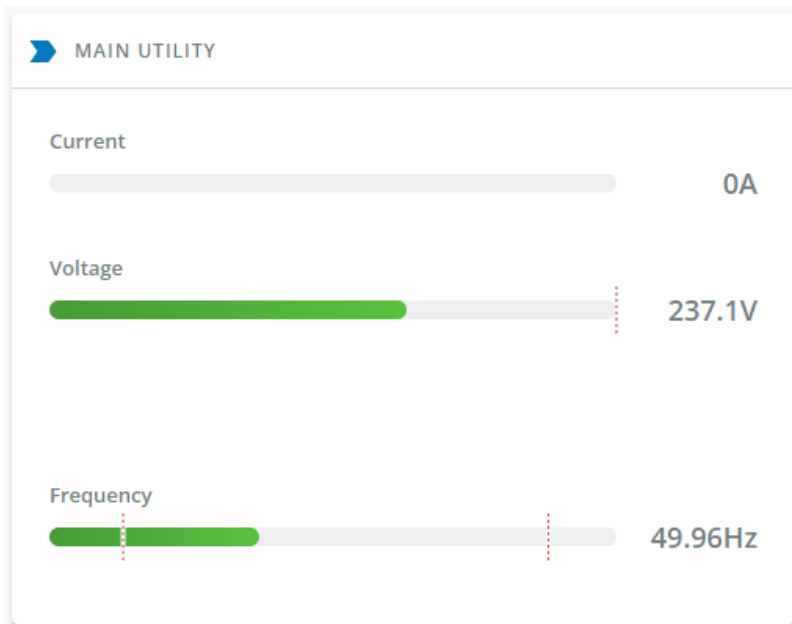 MAIN UTILITY
Current
0A
Voltage
237.1V
Frequency
49.96Hz